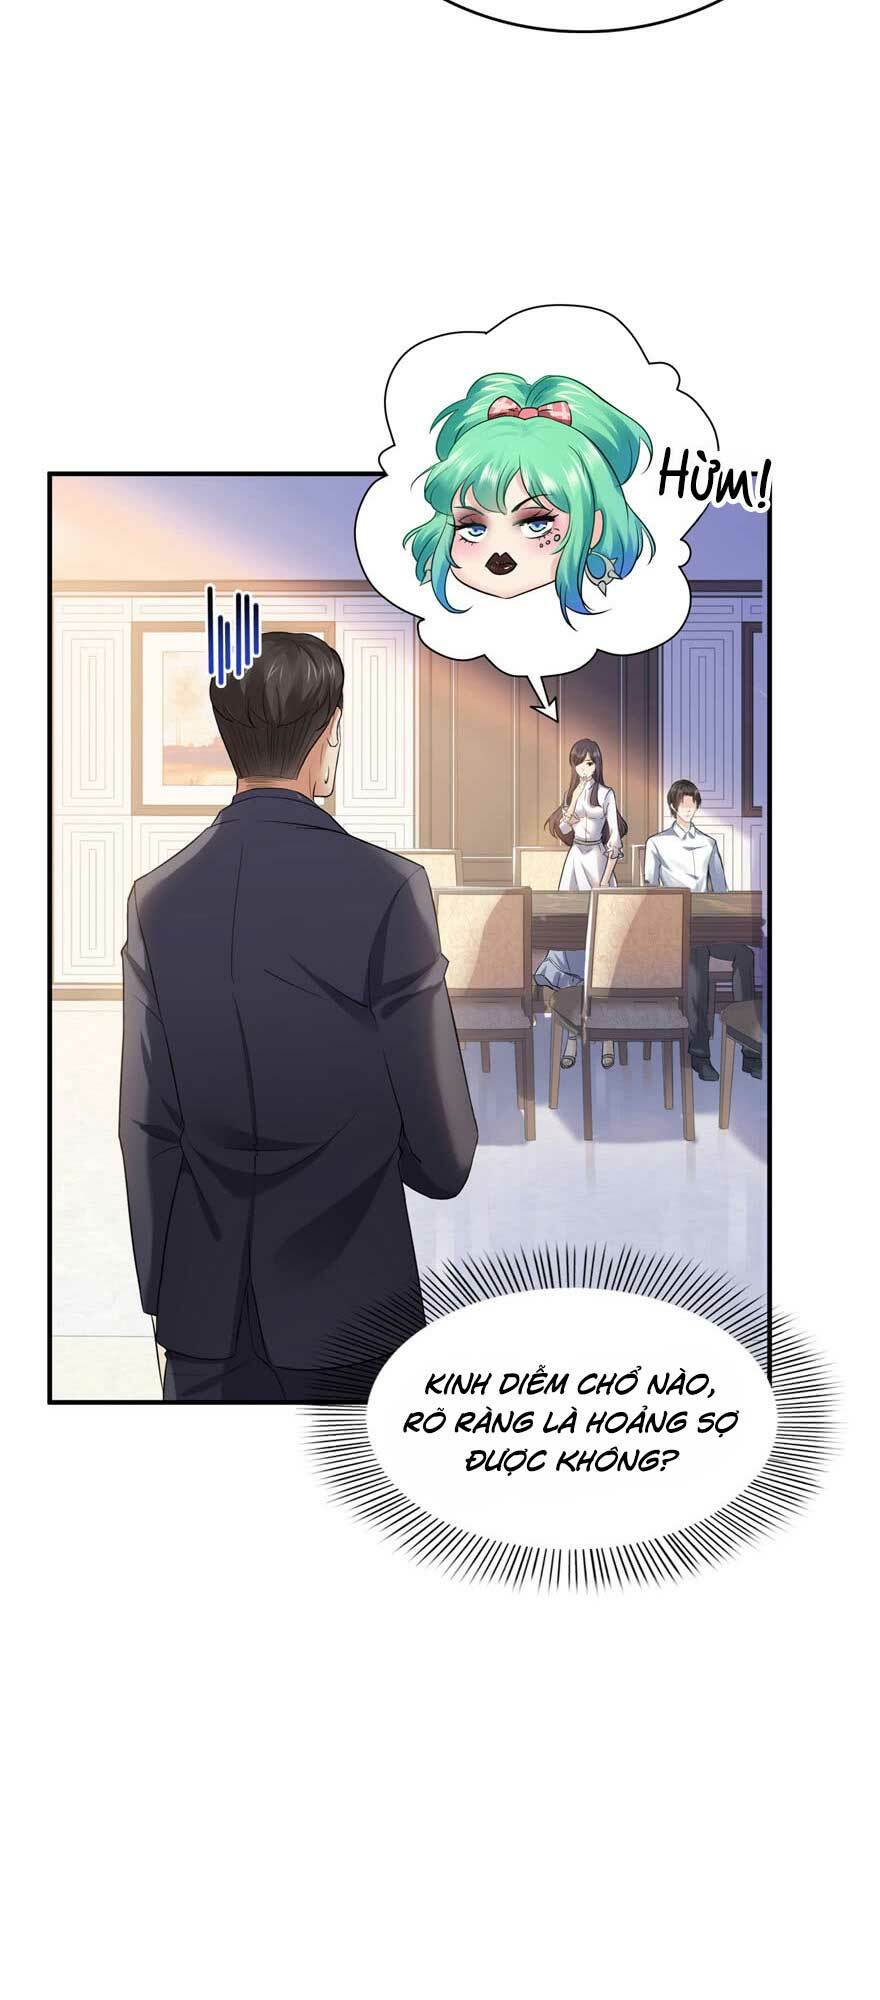 HỪM!
KINH DIỄM CHỔ NÀO,
RÕ RÀNG LÀ HOẢNG SỢ
ĐƯỢC KHÔNG?